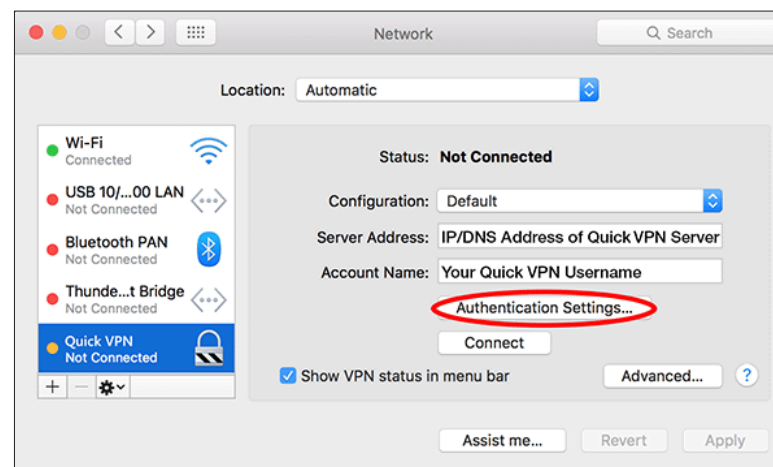 Network
Search
Location: Automatic
Wi-Fi
Connected
USB 10/...00 LAN
Not Connected
Bluetooth PAN
Not Connected
Thunde...t Bridge
Not Connected
Quick VPN
Not Connected
Status: Not Connected
Configuration: Default
Server Address: IP/DNS Address of Quick VPN Server
Account Name: Your Quick VPN Username
Authentication Settings...
Connect
Show VPN status in menu bar
Advanced... ?
Assist me... Revert Apply